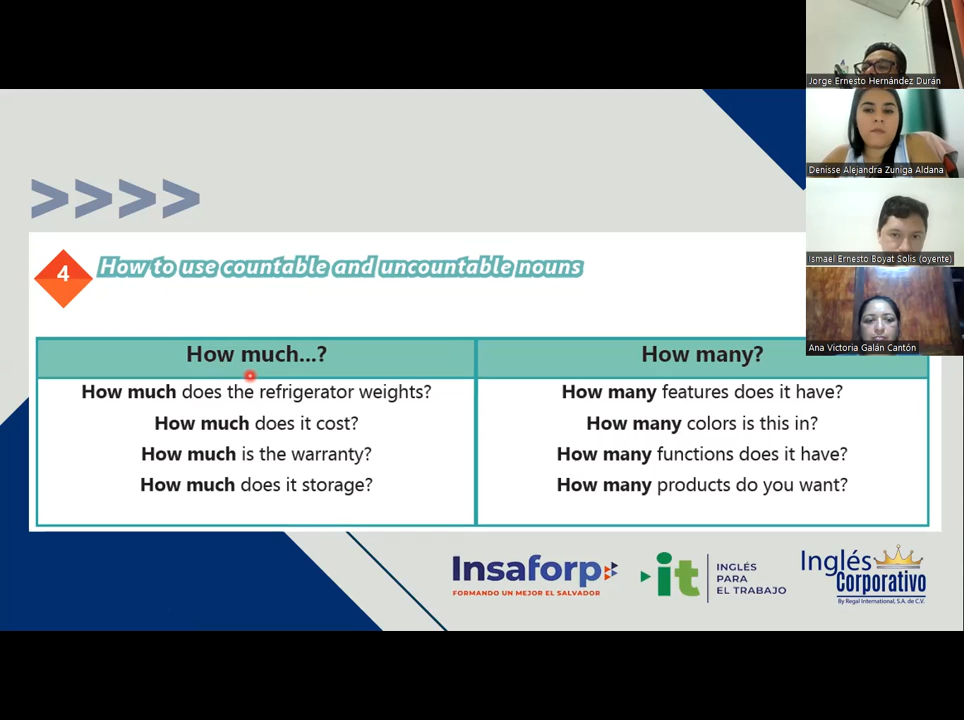 Jorge Ernesto Hernández Durán
Denisse Alejandra Zuniga Aldana
Ismael Ernesto Boyat Solis (oyente)
Ana Victoria Galán Cantón
>>>>
4
How to use countable and uncountable nouns
How much...?
How much does the refrigerator weights?
How much does it cost?
How much is the warranty?
How much does it storage?
How many?
How many features does it have?
How many colors is this in?
How many functions does it have?
How many products do you want?
Insaforp
FORMANDO UN MEJOR EL SALVADOR
it
INGLÉS
PARA
EL TRABAJO
Inglés
Corporativo
By Regal International, S.A. de C.V.